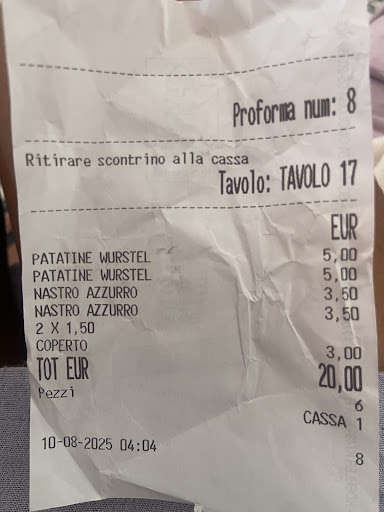 Proforma num: 8
Ritirare scontrino alla cassa
Tavolo: TAVOLO 17
EUR
PATATINE WURSTEL 5,00
PATATINE WURSTEL 5,00
NASTRO AZZURRO 3,50
NASTRO AZZURRO 3,50
2 X 1,50
COPERTO 3,00
TOT EUR 20,00
Pezzi 6
CASSA 1
10-08-2025 04:04 8